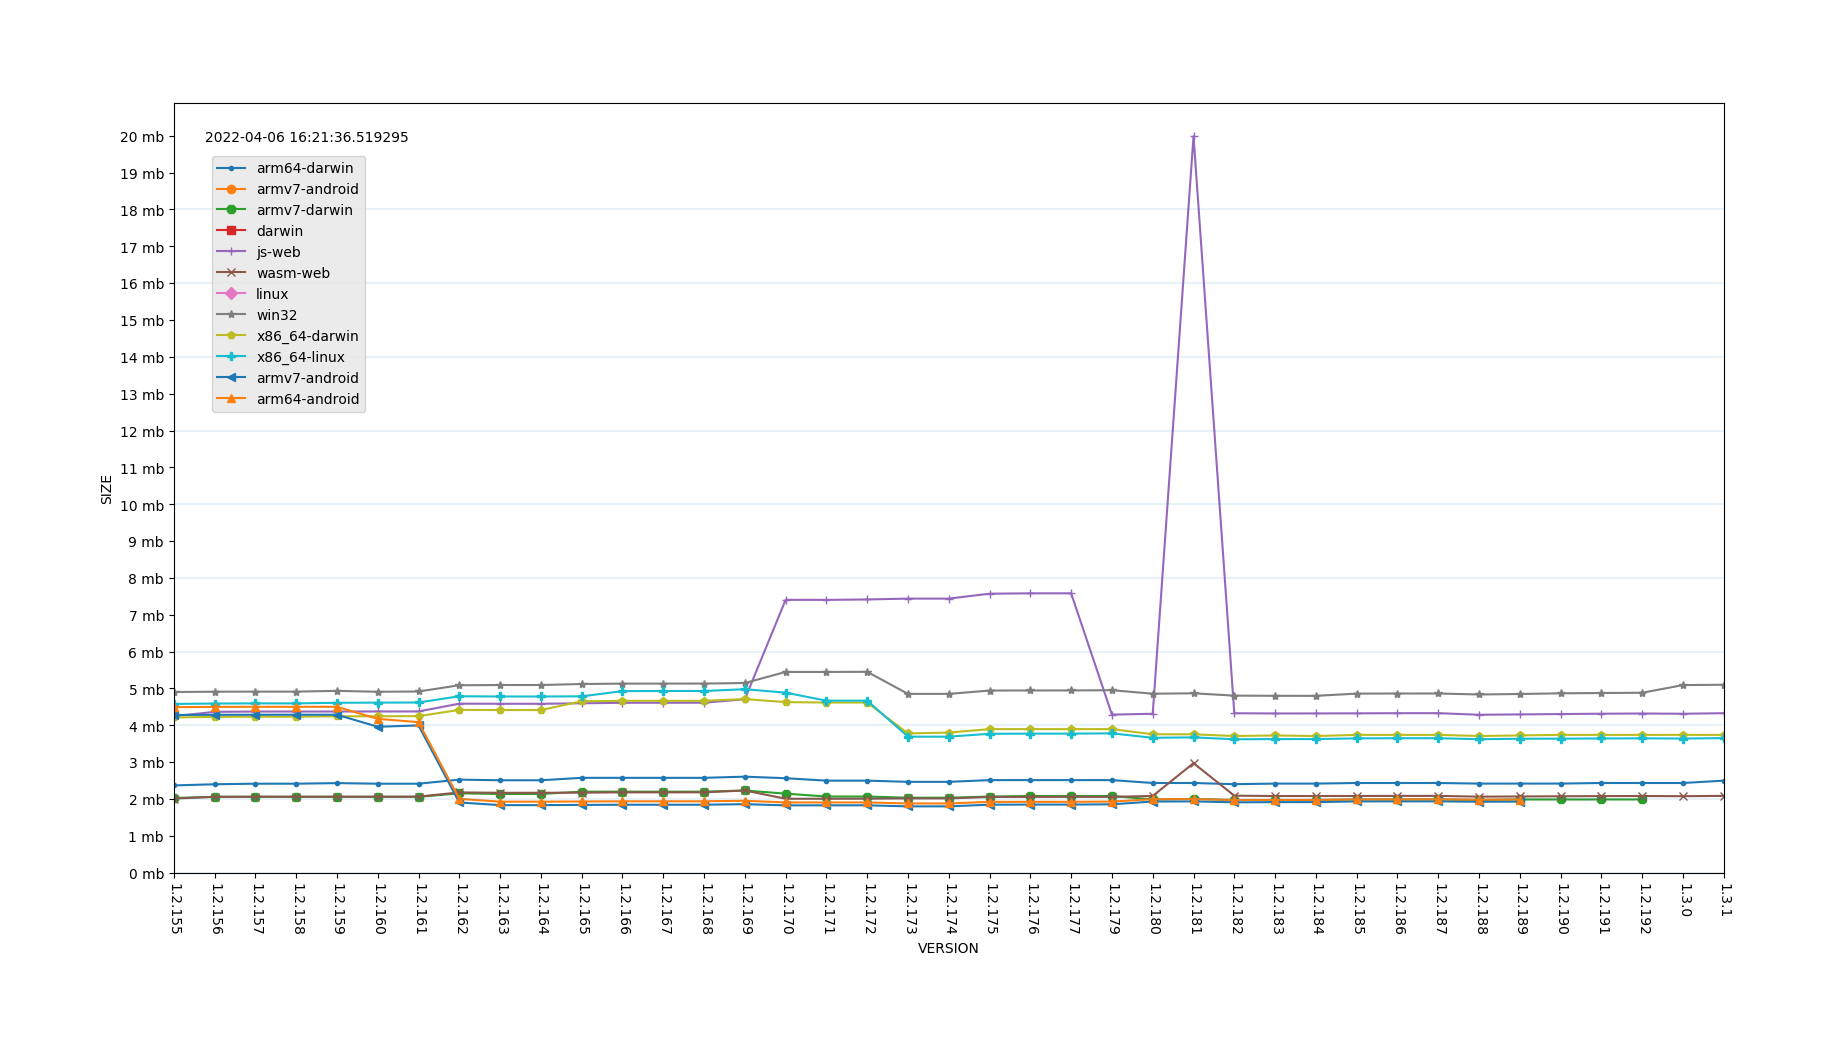 2022-04-06 16:21:36.519295
arm64-darwin
armv7-android
armv7-darwin
darwin
js-web
wasm-web
linux
win32
x86_64-darwin
x86_64-linux
armv7-android
arm64-android
20 mb
19 mb
18 mb
17 mb
16 mb
15 mb
14 mb
13 mb
12 mb
11 mb
10 mb
9 mb
8 mb
7 mb
6 mb
5 mb
4 mb
3 mb
2 mb
1 mb
0 mb
SIZE
1.2.155
1.2.156
1.2.157
1.2.158
1.2.159
1.2.160
1.2.161
1.2.162
1.2.163
1.2.164
1.2.165
1.2.166
1.2.167
1.2.168
1.2.169
1.2.170
1.2.171
1.2.172
1.2.173
1.2.174
1.2.175
1.2.176
1.2.177
1.2.179
1.2.180
1.2.181
1.2.182
1.2.183
1.2.184
1.2.185
1.2.186
1.2.187
1.2.188
1.2.189
1.2.190
1.2.191
1.2.192
1.3.0
1.3.1
VERSION